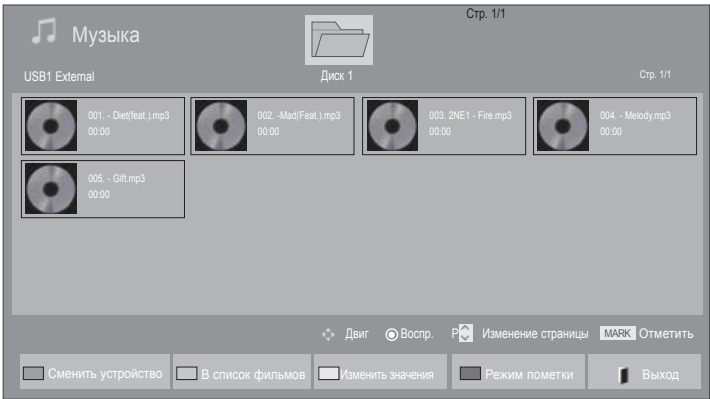 Стр. 1/1
Музыка
USB1 External
Диск 1
Стр. 1/1
001. - Diet(feat.).mp3
00:00
002. -Mad(Feat.).mp3
00:00
003. 2NE1 - Fire.mp3
00:00
004. - Melody.mp3
00:00
005. - Gift.mp3
00:00
Двиг
Воспр.
P Изменение страницы
MARK Отметить
Сменить устройство
В список фильмов
Изменить значения
Режим пометки
Выход